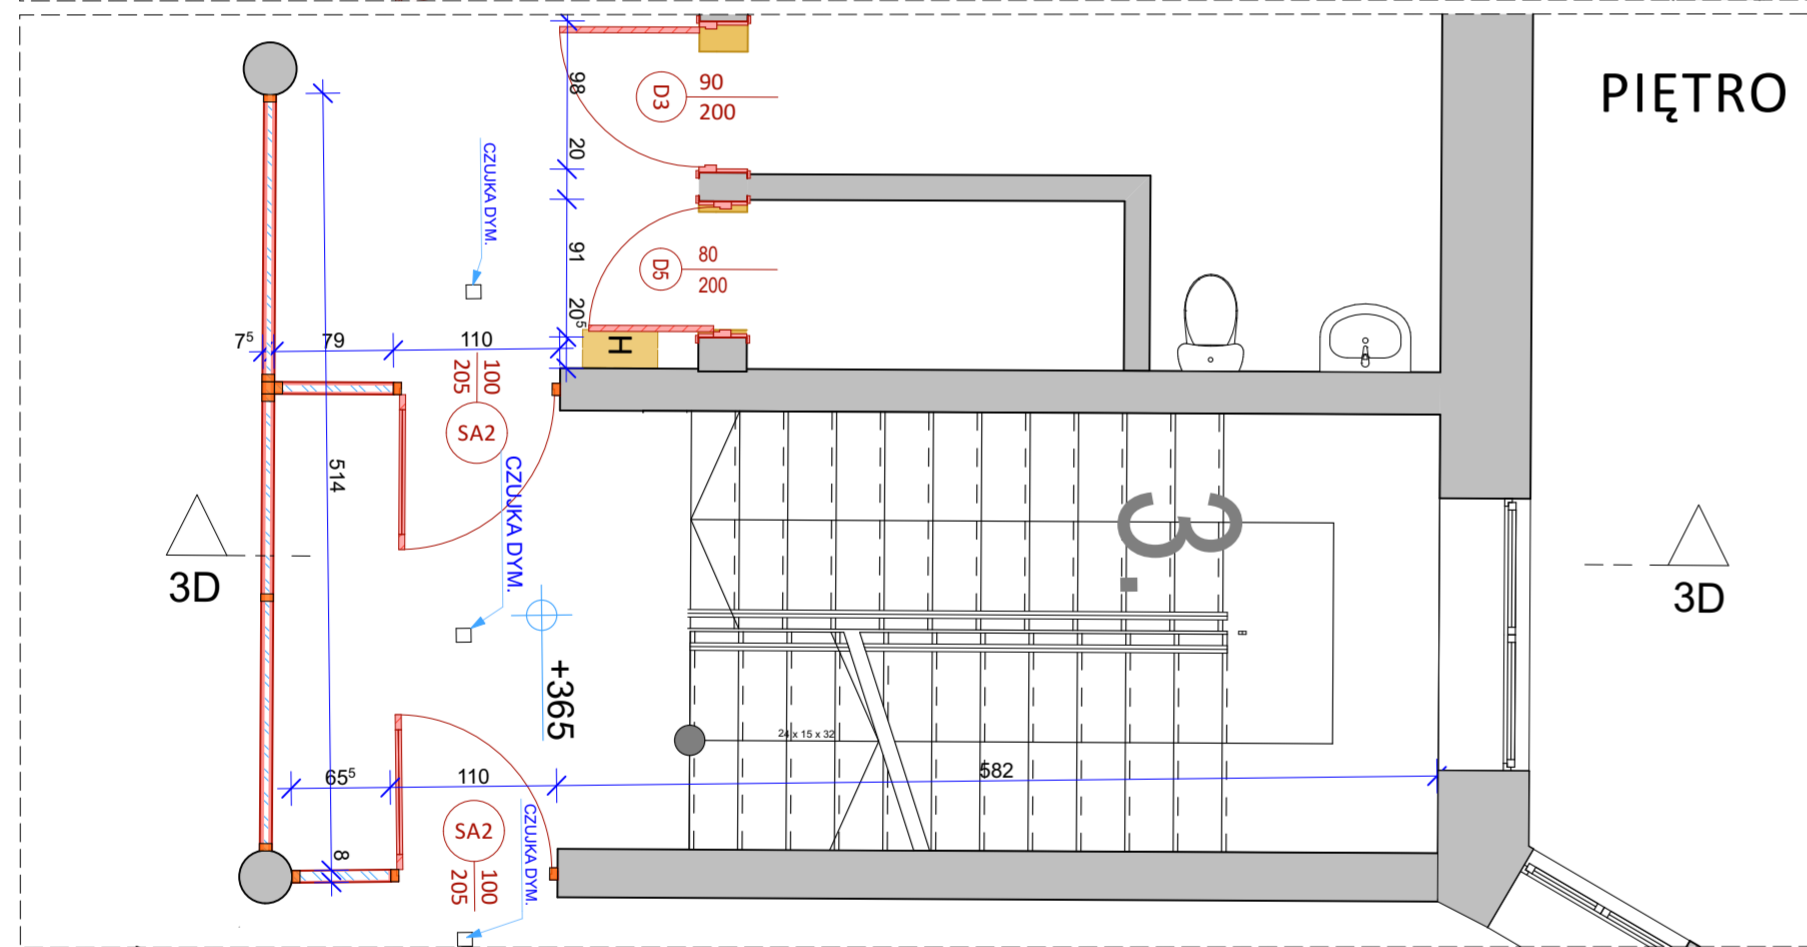 PIĘTRO
98
D3
90
200
20
CZUJKA DYM.
91
D5
80
200
20⁵
7⁵
79
110
H
100
205
SA2
514
CZUJKA DYM.
3.
3D
3D
+365
24 x 15 x 32
65⁵
110
582
SA2
100
205
CZUJKA DYM.
8